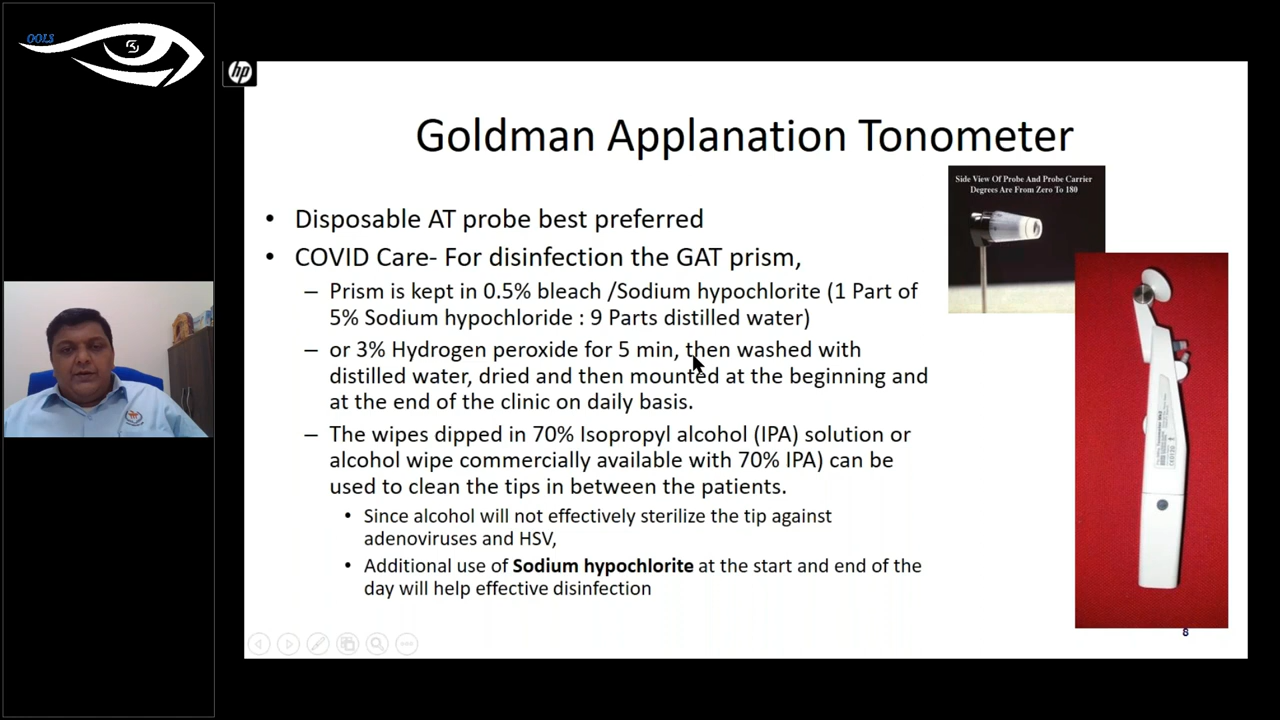 OOLS
hp
Goldman Applanation Tonometer
Side View Of Probe And Probe Carrier
Degrees Are From Zero To 180
• Disposable AT probe best preferred
• COVID Care- For disinfection the GAT prism,
– Prism is kept in 0.5% bleach /Sodium hypochlorite (1 Part of
5% Sodium hypochloride : 9 Parts distilled water)
– or 3% Hydrogen peroxide for 5 min, then washed with
distilled water, dried and then mounted at the beginning and
at the end of the clinic on daily basis.
– The wipes dipped in 70% Isopropyl alcohol (IPA) solution or
alcohol wipe commercially available with 70% IPA) can be
used to clean the tips in between the patients.
• Since alcohol will not effectively sterilize the tip against
adenoviruses and HSV,
• Additional use of Sodium hypochlorite at the start and end of the
day will help effective disinfection
8